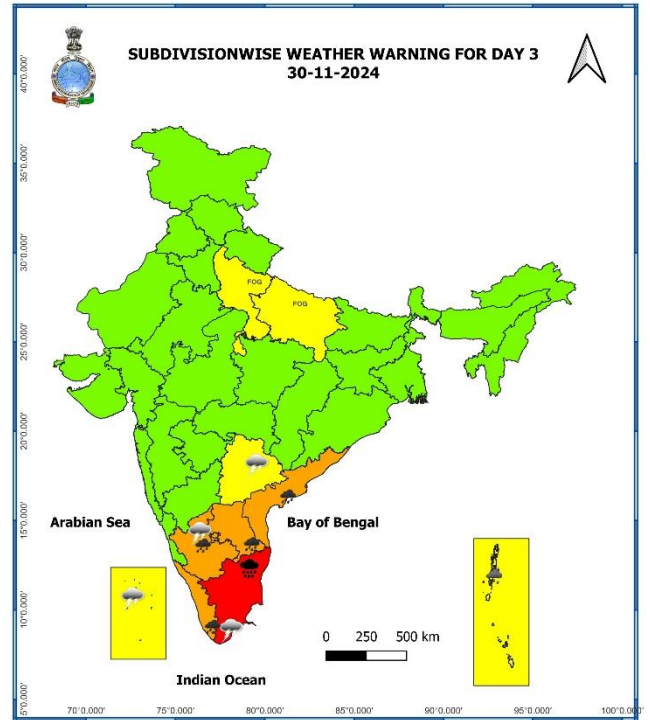 SUBDIVISIONWISE WEATHER WARNING FOR DAY 3
30-11-2024
40°0.000'
35°0.000'
30°0.000'
25°0.000'
20°0.000'
15°0.000'
10°0.000'
5°0.000'
FOG
FOG
Arabian Sea
Bay of Bengal
0 250 500 km
Indian Ocean
70°0.000' 75°0.000' 80°0.000' 85°0.000' 90°0.000' 95°0.000' 100°0.000'